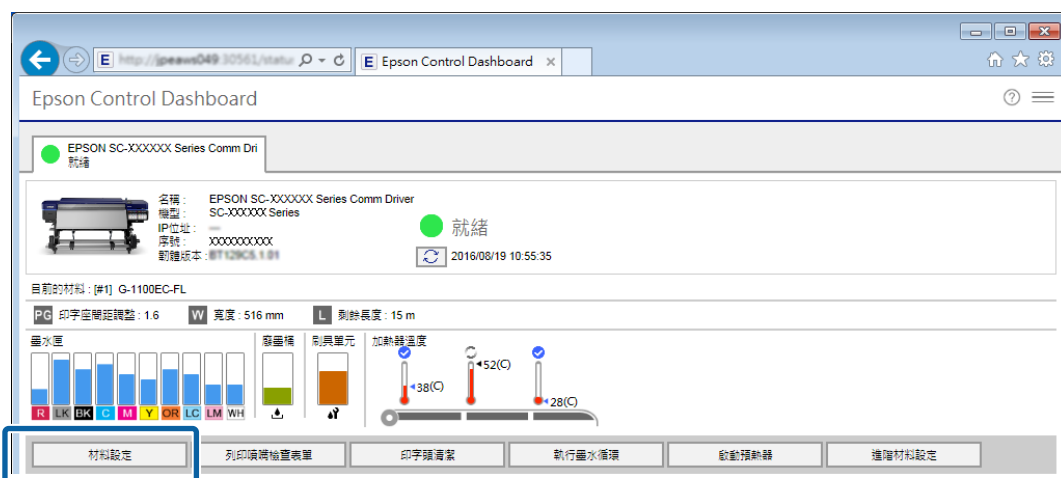 Epson Control Dashboard ×
Epson Control Dashboard
EPSON SC-XXXXXX Series Comm Dri
就緒
名稱: EPSON SC-XXXXXX Series Comm Driver
機型: SC-XXXXXX Series
IP位址:
序號: XXXXXXXXXX
韌體版本:
就緒
2016/08/19 10:55:35
目前的材料: [#1] G-1100EC-FL
PG 印字座間距調整: 1.6 W 寬度: 516 mm L 剩餘長度: 15 m
墨水匣 廢墨桶 刷具單元 加熱器溫度
38(C) 52(C) 28(C)
R LK BK C M Y OR LC LM WH
材料設定 列印噴嘴檢查表單 印字頭清潔 執行墨水循環 啟動預熱器 進階材料設定